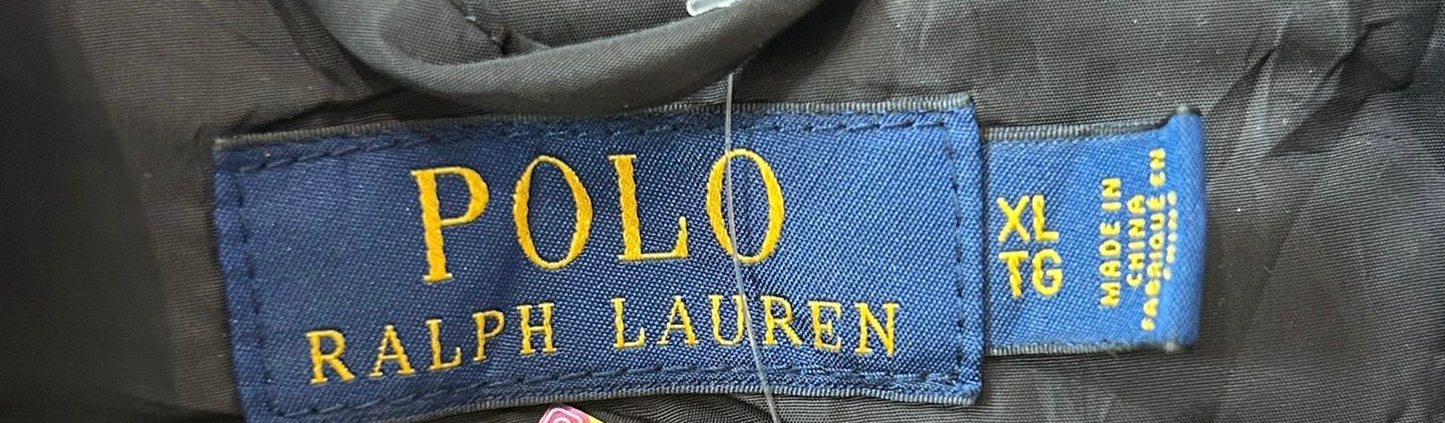 POLO
RALPH LAUREN
XL
TG
MADE IN
CHINA
FABRIQUÉ EN